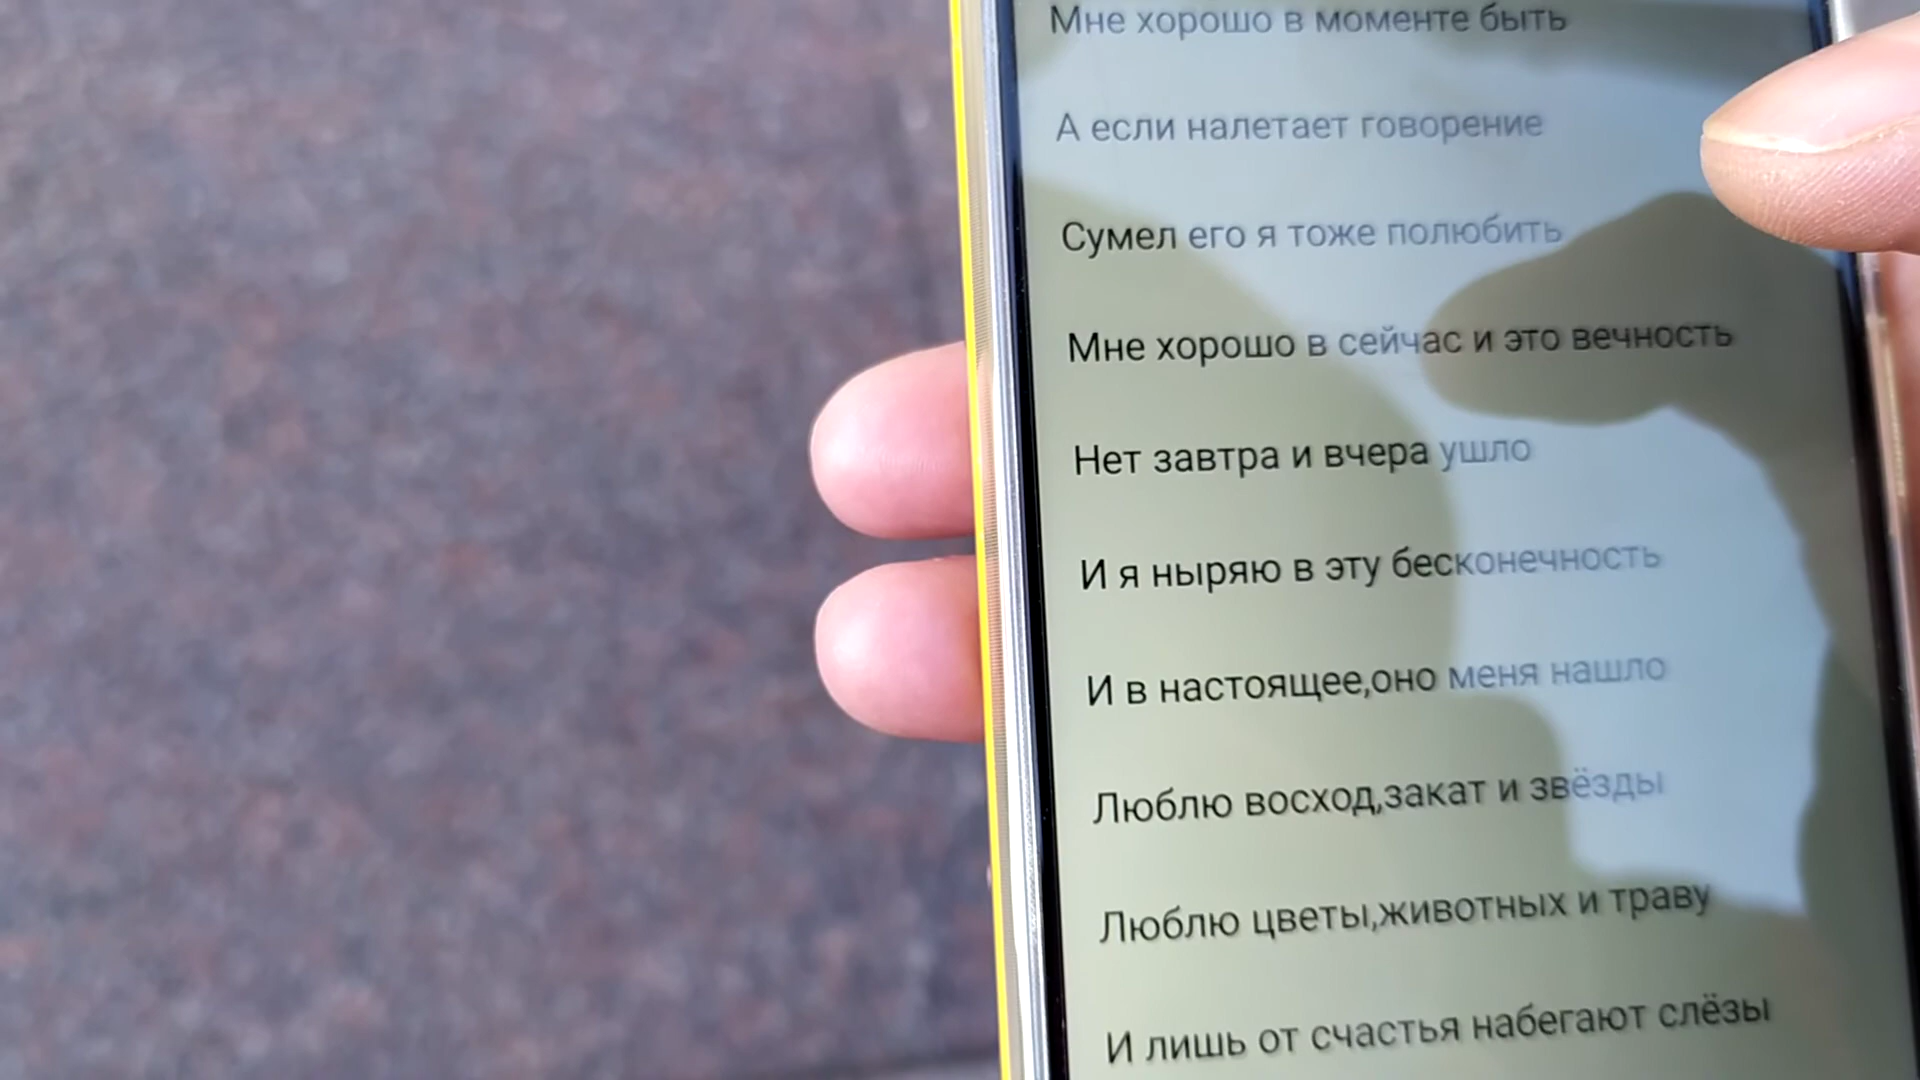 Мне хорошо в моменте быть
А если налетает говорение
Сумел его я тоже полюбить
Мне хорошо в сейчас и это вечность
Нет завтра и вчера ушло
И я ныряю в эту бесконечность
И в настоящее,оно меня нашло
Люблю восход,закат и звёзды
Люблю цветы,животных и траву
И лишь от счастья набегают слёзы